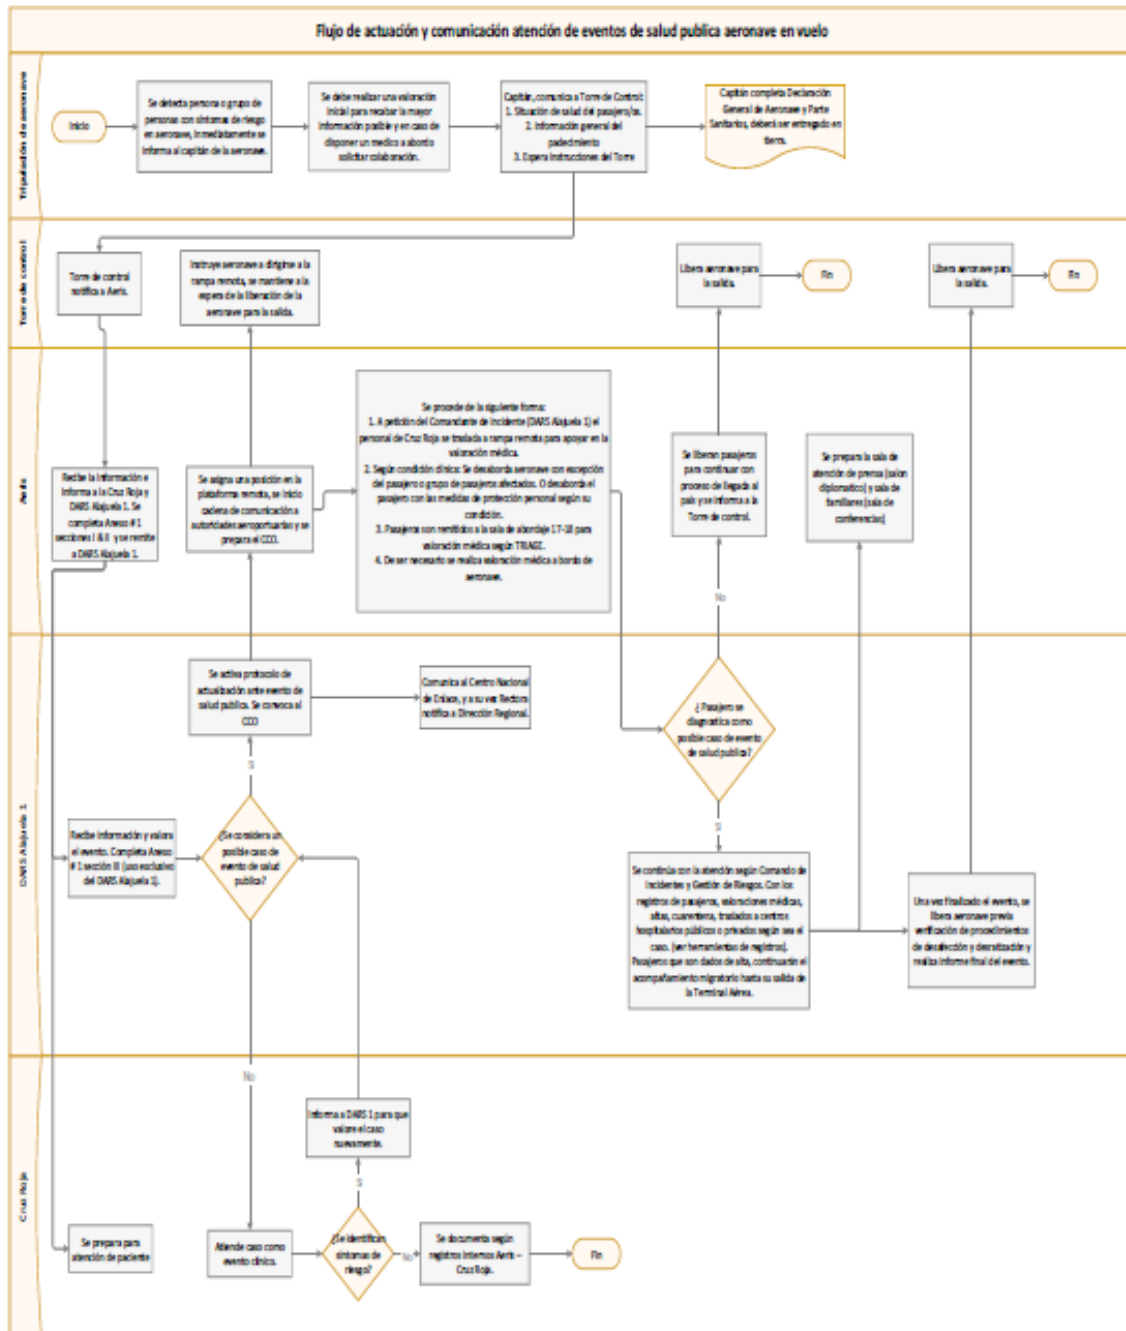 Flujo de actuación y comunicación atención de eventos de salud publica aeronave en vuelo
Tripulación de aeronave
Inicio
Se detecta persona o grupo de
personas con síntomas de riesgo
en aeronave, inmediatamente se
informa al capitán de la aeronave.
Se debe realizar una valoración
inicial para recabar la mayor
información posible y en caso de
disponer un medico a abordo
solicitar colaboración.
Capitán, comunica a Torre de Control:
1. Situación de salud del pasajero/as.
2. Información general del
padecimiento
3. Espera Instrucciones del Torre
Capitán completa Declaración
General de Aeronave y Parte
Sanitarios, deberá ser entregado en
tierra.
Torre de control
Torre de control
notifica a Aeris.
Instruye aeronave a dirigirse a la
rampa remota, se mantiene a la
espera de la liberación de la
aeronave para la salida.
Libera aeronave para
la salida.
Fin
Libera aeronave para
la salida.
Fin
Aeris
Recibe la información e
informa a la Cruz Roja y
DARS Alajuela 1. Se
completa Anexo # 1
secciones I & II y se remite
a DARS Alajuela 1.
Se asigna una posición en la
plataforma remota, se inicio
cadena de comunicación a
autoridades aeroportuarias y se
prepara el COO.
Se procede de la siguiente forma:
1. A petición del Comandante de Incidente (DARS Alajuela 1) el
personal de Cruz Roja se traslada a rampa remota para apoyar en la
valoración médica.
2. Según condición clínica: Se desaborda aeronave con excepción
del pasajero o grupo de pasajeros afectados. O desaborda el
pasajero con las medidas de protección personal según su
condición.
3. Pasajeros son remitidos a la sala de abordaje 17-18 para
valoración médica según TRIAGE.
4. De ser necesario se realiza valoración médica a bordo de
aeronave.
Se liberan pasajeros
para continuar con
proceso de llegada al
país y se informa a la
Torre de control.
Se prepara la sala de
atención de prensa (salon
diplomatico) y sala de
familiares (sala de
conferencias)
No
DARS Alajuela 1
Se activa protocolo de
actualización ante evento de
salud publica. Se convoca al
COO
Comunica al Centro Nacional
de Enlace, y a su vez Rectora
notifica a Dirección Regional.
¿Pasajero se
diagnostica como
posible caso de evento
de salud publica?
Si
Si
Recibe información y valora
el evento. Completa Anexo
# 1 sección III (uso exclusivo
del DARS Alajuela 1).
¿Se considera un
posible caso de
evento de salud
publica?
Se continúa con la atención según Comando de
Incidentes y Gestión de Riesgos. Con los
registros de pasajeros, valoraciones médicas,
altas, cuarentena, traslados a centros
hospitalarios públicos o privados según sea el
caso. (ver herramientas de registros).
Pasajeros que son dados de alta, continuarán el
acompañamiento migratorio hasta su salida de
la Terminal Aérea.
Una vez finalizado el evento, se
libera aeronave previa
verificación de procedimientos
de desafección y desratización y
realiza informe final del evento.
No
Cruz Roja
Informa a DARS 1 para que
valore el caso
nuevamente.
Si
Se prepara para
atención de paciente
Atiende caso como
evento clínico.
¿Se identifican
síntomas de
riesgo?
No
Se documenta según
registros internos Aeris –
Cruz Roja.
Fin